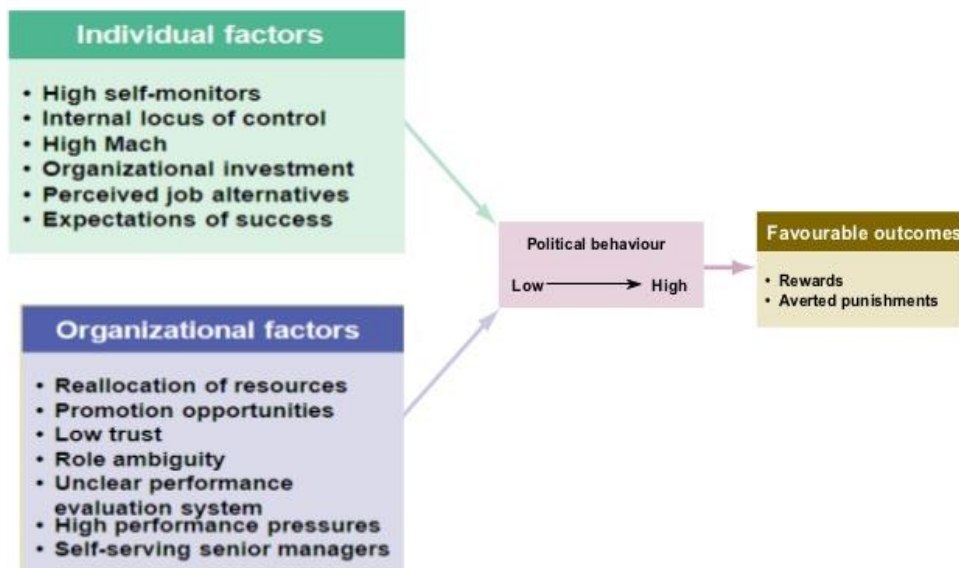 Individual factors
• High self-monitors
• Internal locus of control
• High Mach
• Organizational investment
• Perceived job alternatives
• Expectations of success
Political behaviour
Low High
Favourable outcomes
• Rewards
• Averted punishments
Organizational factors
• Reallocation of resources
• Promotion opportunities
• Low trust
• Role ambiguity
• Unclear performance
evaluation system
• High performance pressures
• Self-serving senior managers